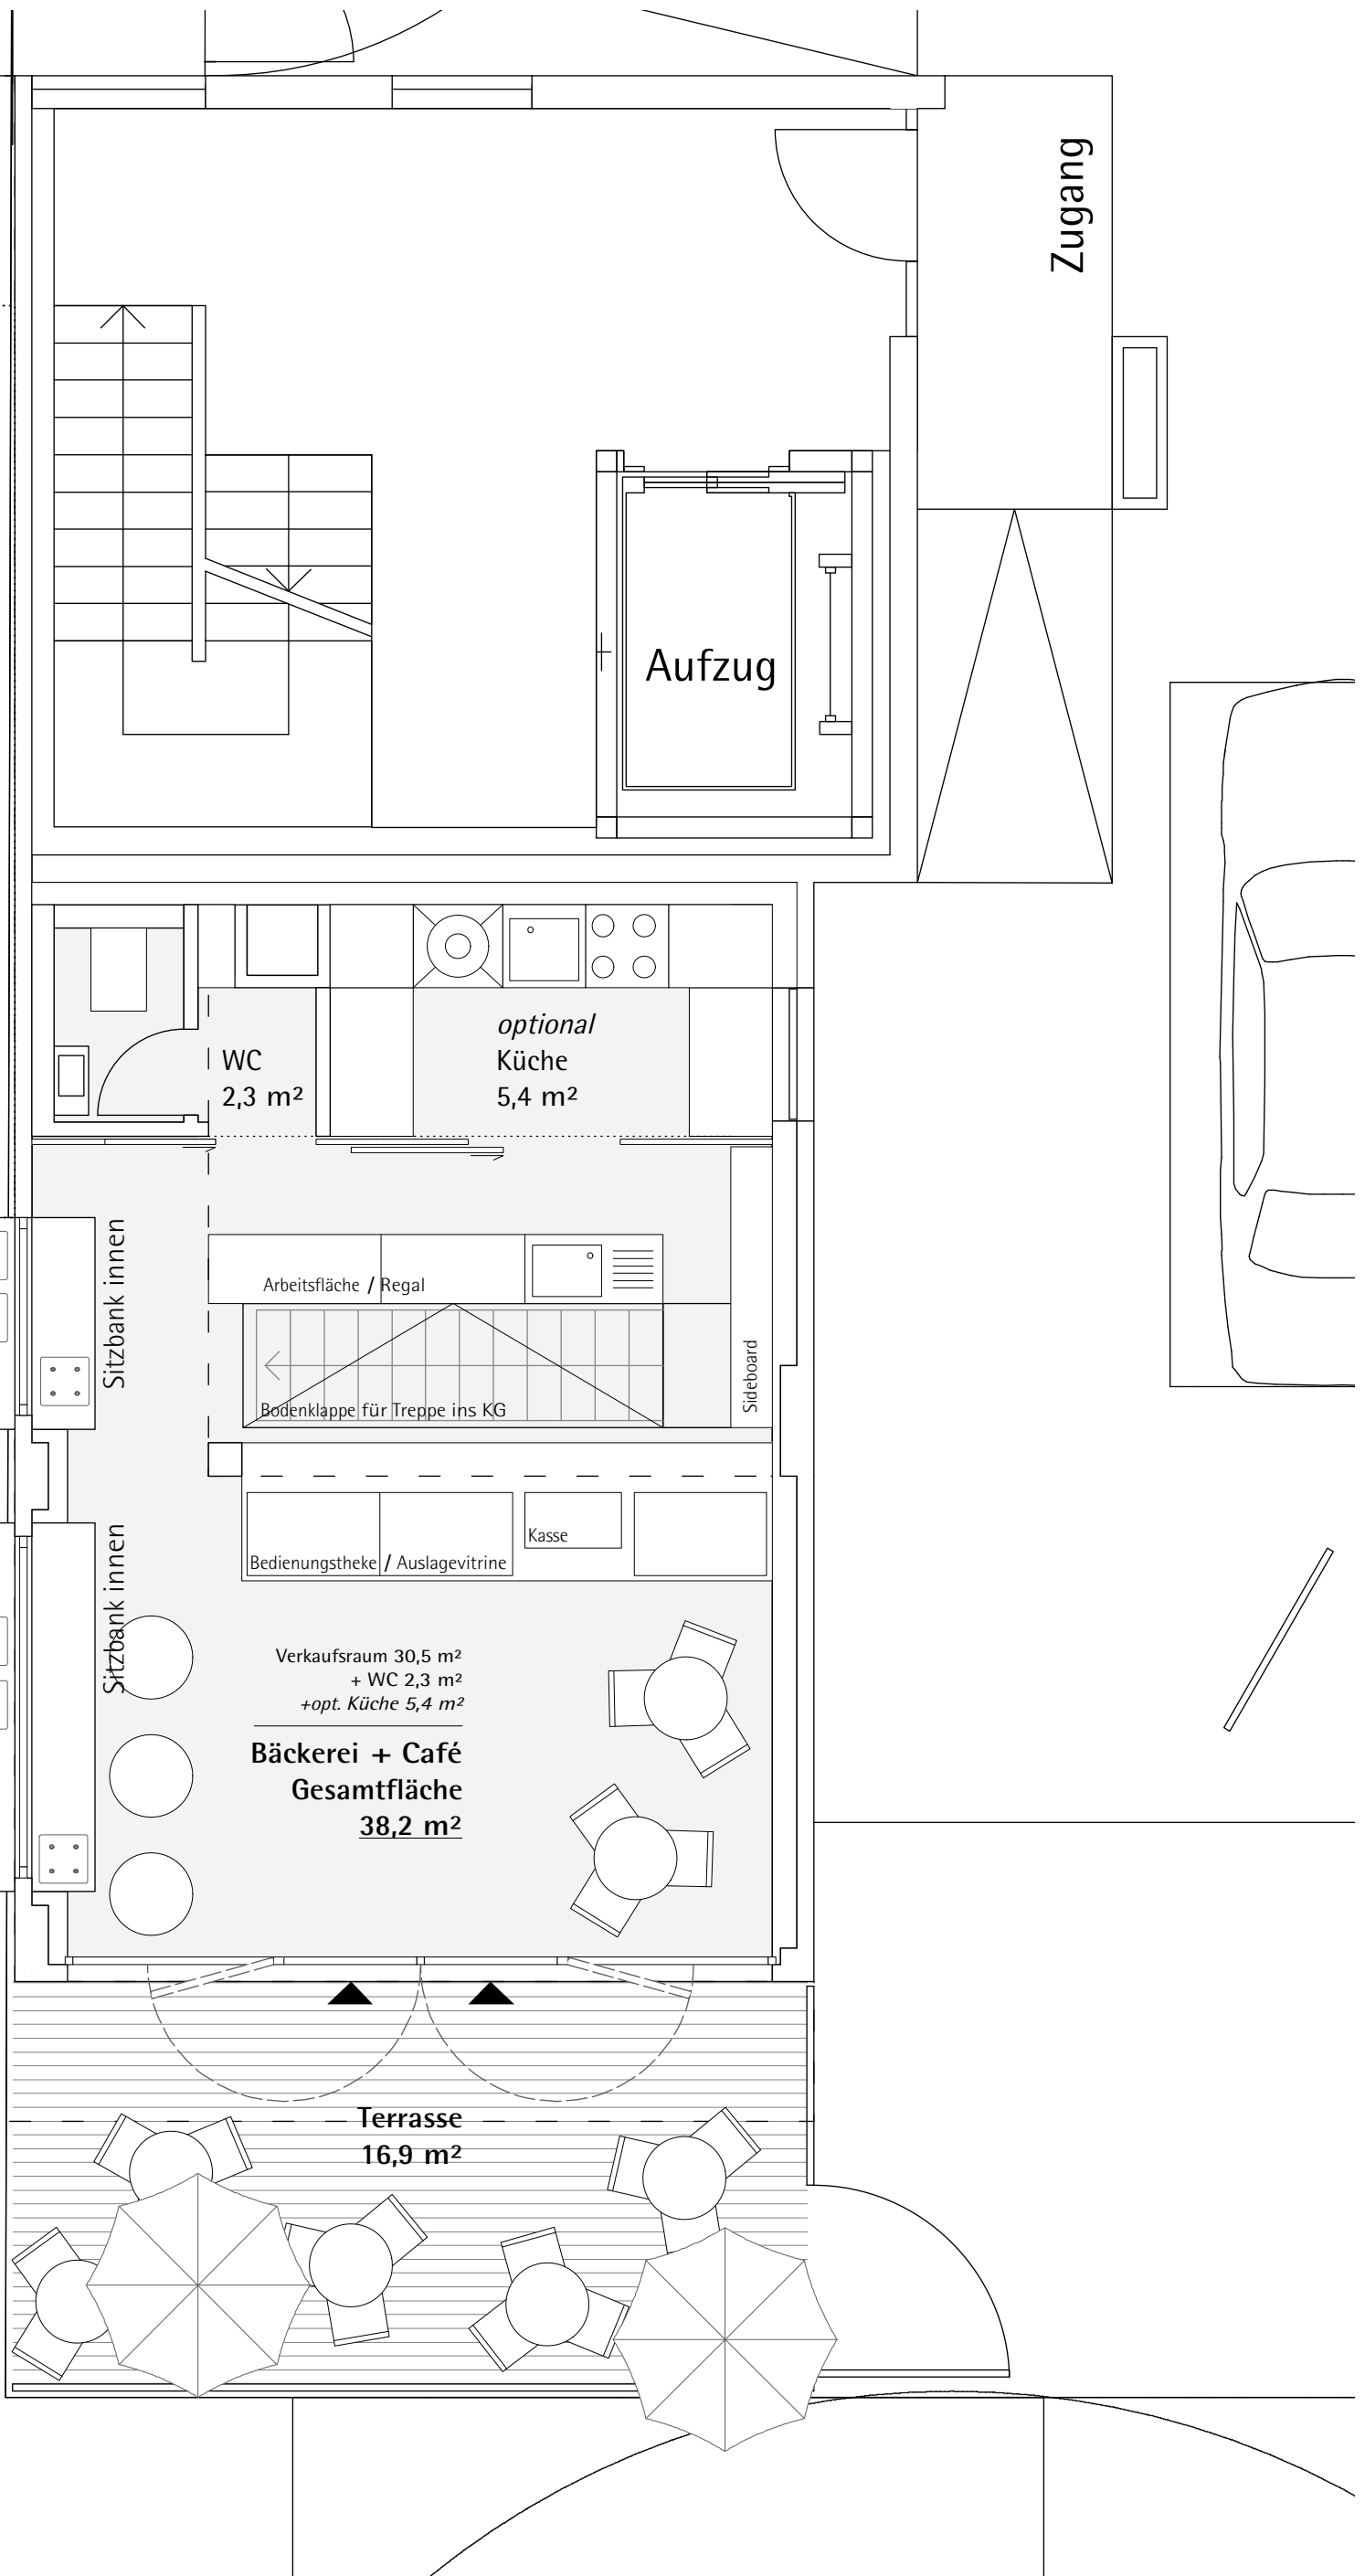 Zugang
Aufzug
optional
WC
Küche
2,3 m²
5,4 m²
Sitzbank innen
Arbeitsfläche / Regal
Sideboard
Bodenklappe für Treppe ins KG
Kasse
Bedienungstheke / Auslagevitrine
Sitzbank innen
Verkaufsraum 30,5 m²
+ WC 2,3 m²
+opt. Küche 5,4 m²
Bäckerei + Café
Gesamtfläche
38,2 m²
Terrasse
16,9 m²